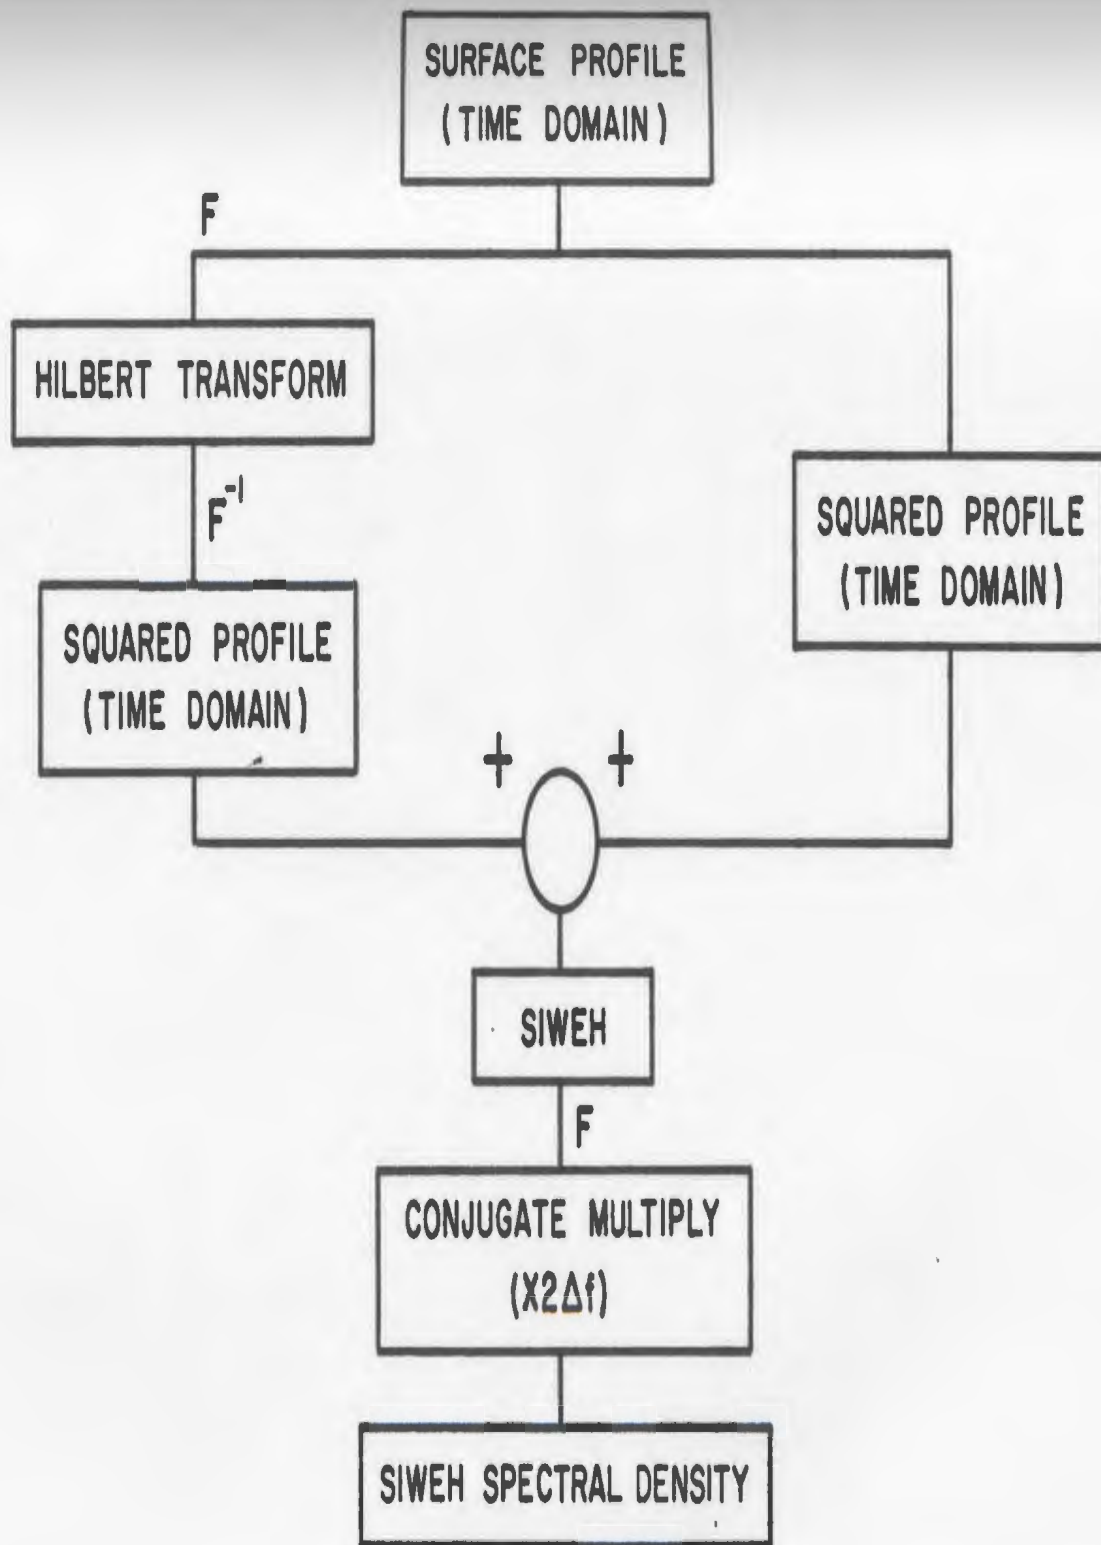 SURFACE PROFILE
(TIME DOMAIN)
F
HILBERT TRANSFORM
F⁻¹
SQUARED PROFILE
(TIME DOMAIN)
SQUARED PROFILE
(TIME DOMAIN)
+ +
SIWEH
F
CONJUGATE MULTIPLY
(X2Δf)
SIWEH SPECTRAL DENSITY